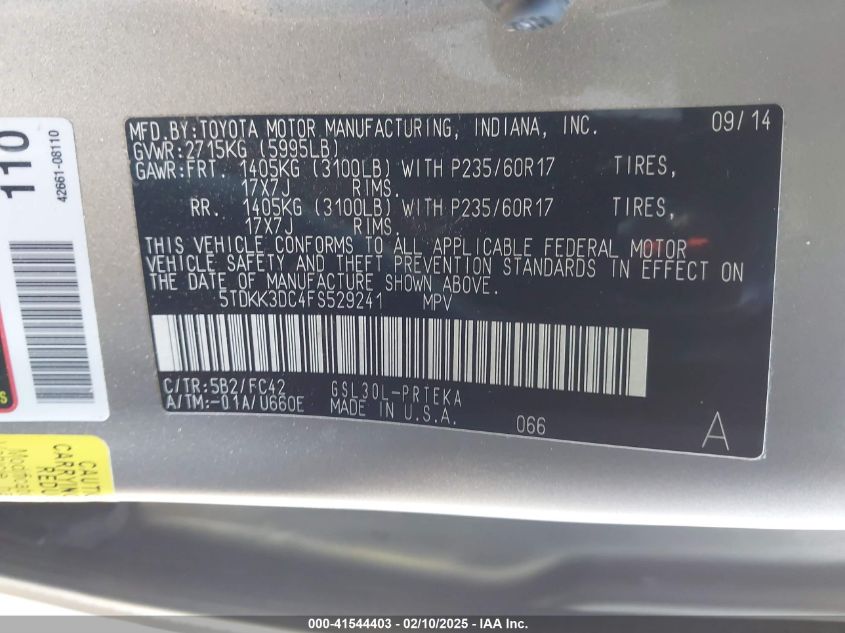 MFD.BY:TOYOTA MOTOR MANUFACTURING, INDIANA, INC. 09/14
GVWR:2715KG (5995LB)
GAWR:FRT. 1405KG (3100LB) WITH P235/60R17 TIRES,
17X7J RIMS.
RR. 1405KG (3100LB) WITH P235/60R17 TIRES,
17X7J RIMS.
THIS VEHICLE CONFORMS TO ALL APPLICABLE FEDERAL MOTOR
VEHICLE SAFETY AND THEFT PREVENTION STANDARDS IN EFFECT ON
THE DATE OF MANUFACTURE SHOWN ABOVE.
5TDKK3DC4FS529241 MPV
C/TR:5B2/FC42 GSL30L-PRTEKA
A/TM:-01A/U660E MADE IN U.S.A.
066
A
110
42661-08110
S
CAUT
CARRYIN
REDU
000-41544403 - 02/10/2025 - IAA Inc.